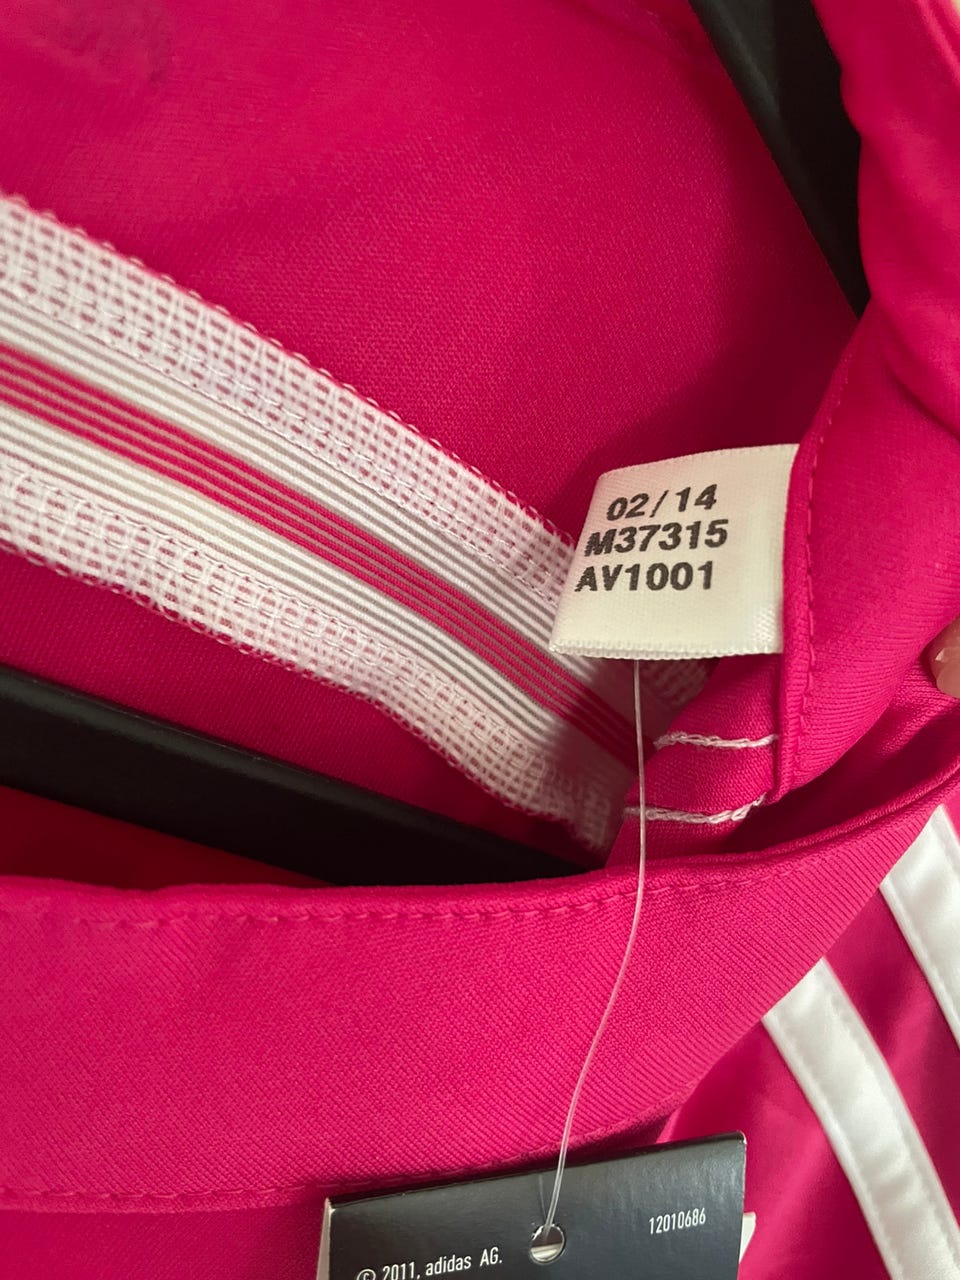 02/14
M37315
AV1001
12010686
© 2011, adidas AG.